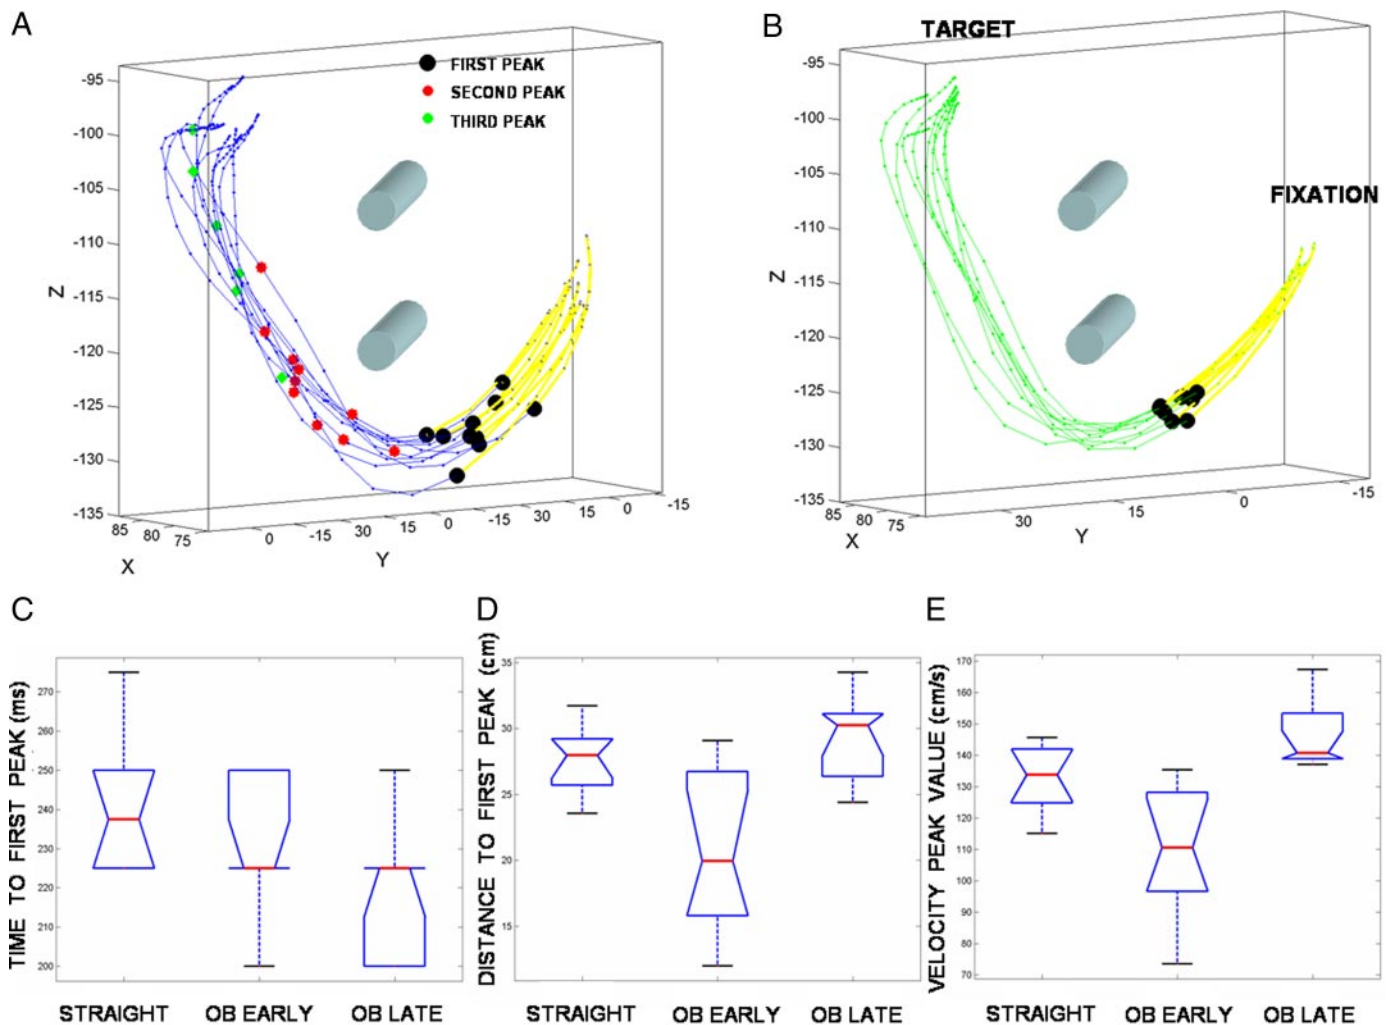 A
FIRST PEAK
SECOND PEAK
THIRD PEAK
-95
-100
-105
-110
-115
-120
-125
-130
-135
Z
85 80 75
X
0 -15 30 15 0 -15 30 15 0 -15
Y
B
TARGET
FIXATION
-95
-100
-105
-110
-115
-120
-125
-130
-135
Z
85 80 75
X
30 15 0 -15
Y
C
TIME TO FIRST PEAK (ms)
270
260
250
240
230
220
210
200
STRAIGHT OB EARLY OB LATE
D
DISTANCE TO FIRST PEAK (cm)
35
30
25
20
15
STRAIGHT OB EARLY OB LATE
E
VELOCITY PEAK VALUE (cm/s)
170
160
150
140
130
120
110
100
90
80
70
STRAIGHT OB EARLY OB LATE